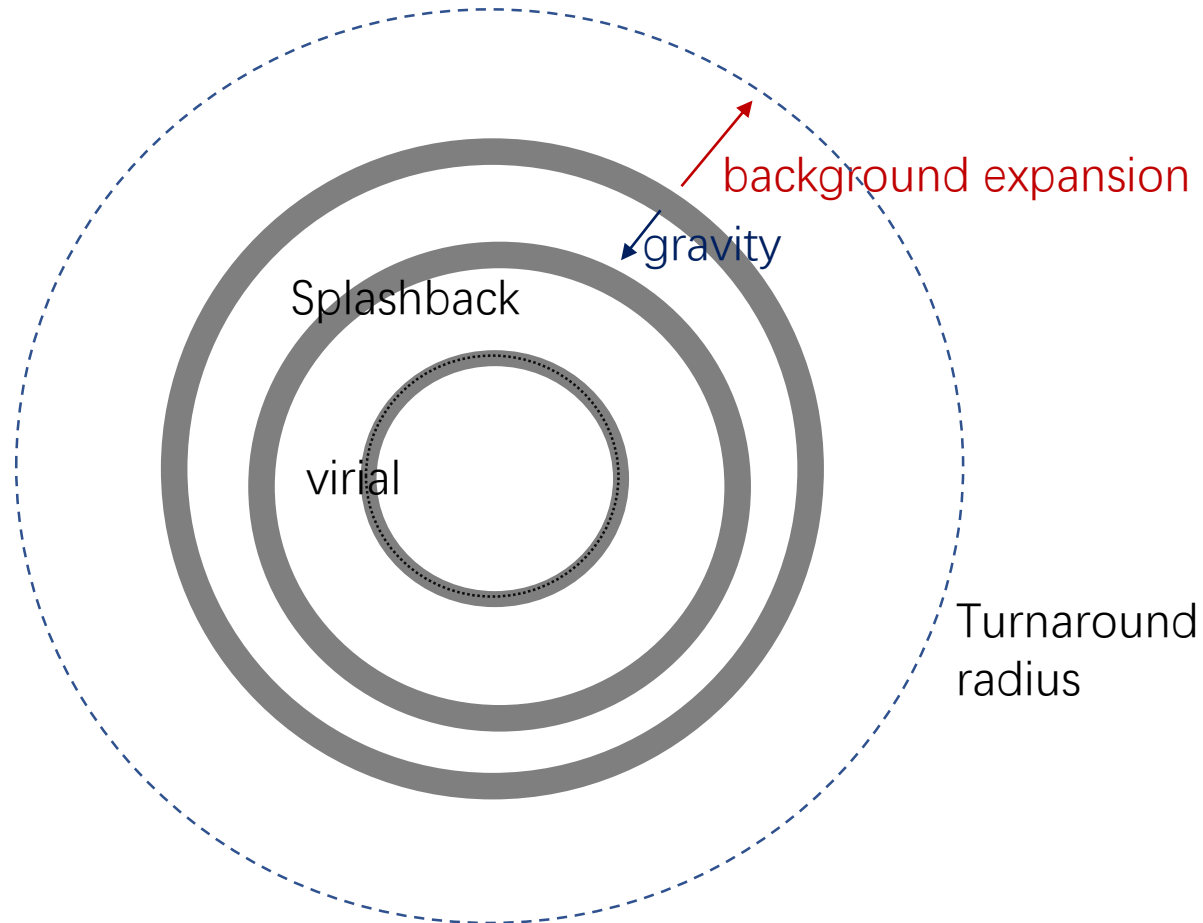 background expansion
gravity
Splashback
virial
Turnaround
radius